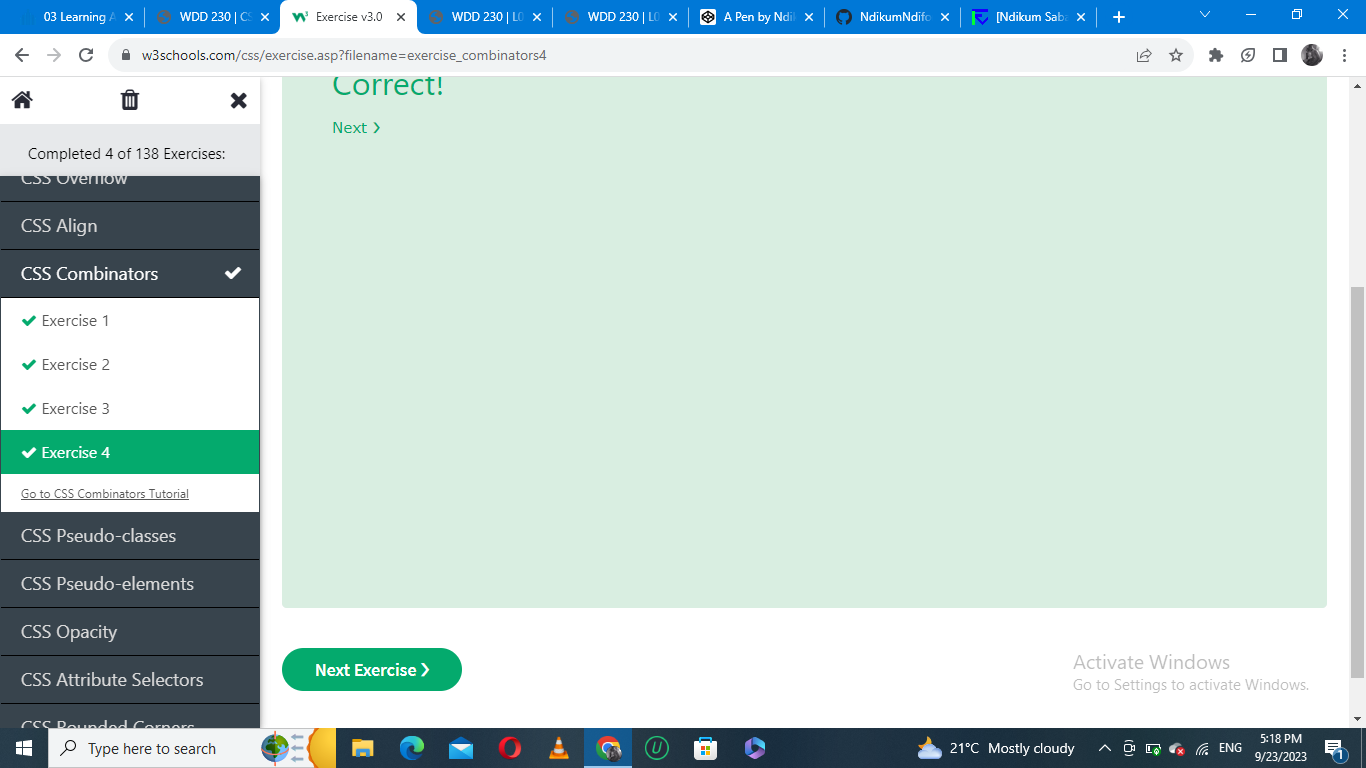 03 Learning A
WDD 230 | CS
Exercise v3.0
WDD 230 | L0
WDD 230 | L0
A Pen by Ndik
NdikumNdifo
[Ndikum Saba
w3schools.com/css/exercise.asp?filename=exercise_combinators4
Completed 4 of 138 Exercises:
CSS Overflow
CSS Align
CSS Combinators
Exercise 1
Exercise 2
Exercise 3
Exercise 4
Go to CSS Combinators Tutorial
CSS Pseudo-classes
CSS Pseudo-elements
CSS Opacity
CSS Attribute Selectors
CSS Rounded Corners
Correct!
Next ❯
Next Exercise ❯
Activate Windows
Go to Settings to activate Windows.
Type here to search
21°C Mostly cloudy
ENG
5:18 PM
9/23/2023
1